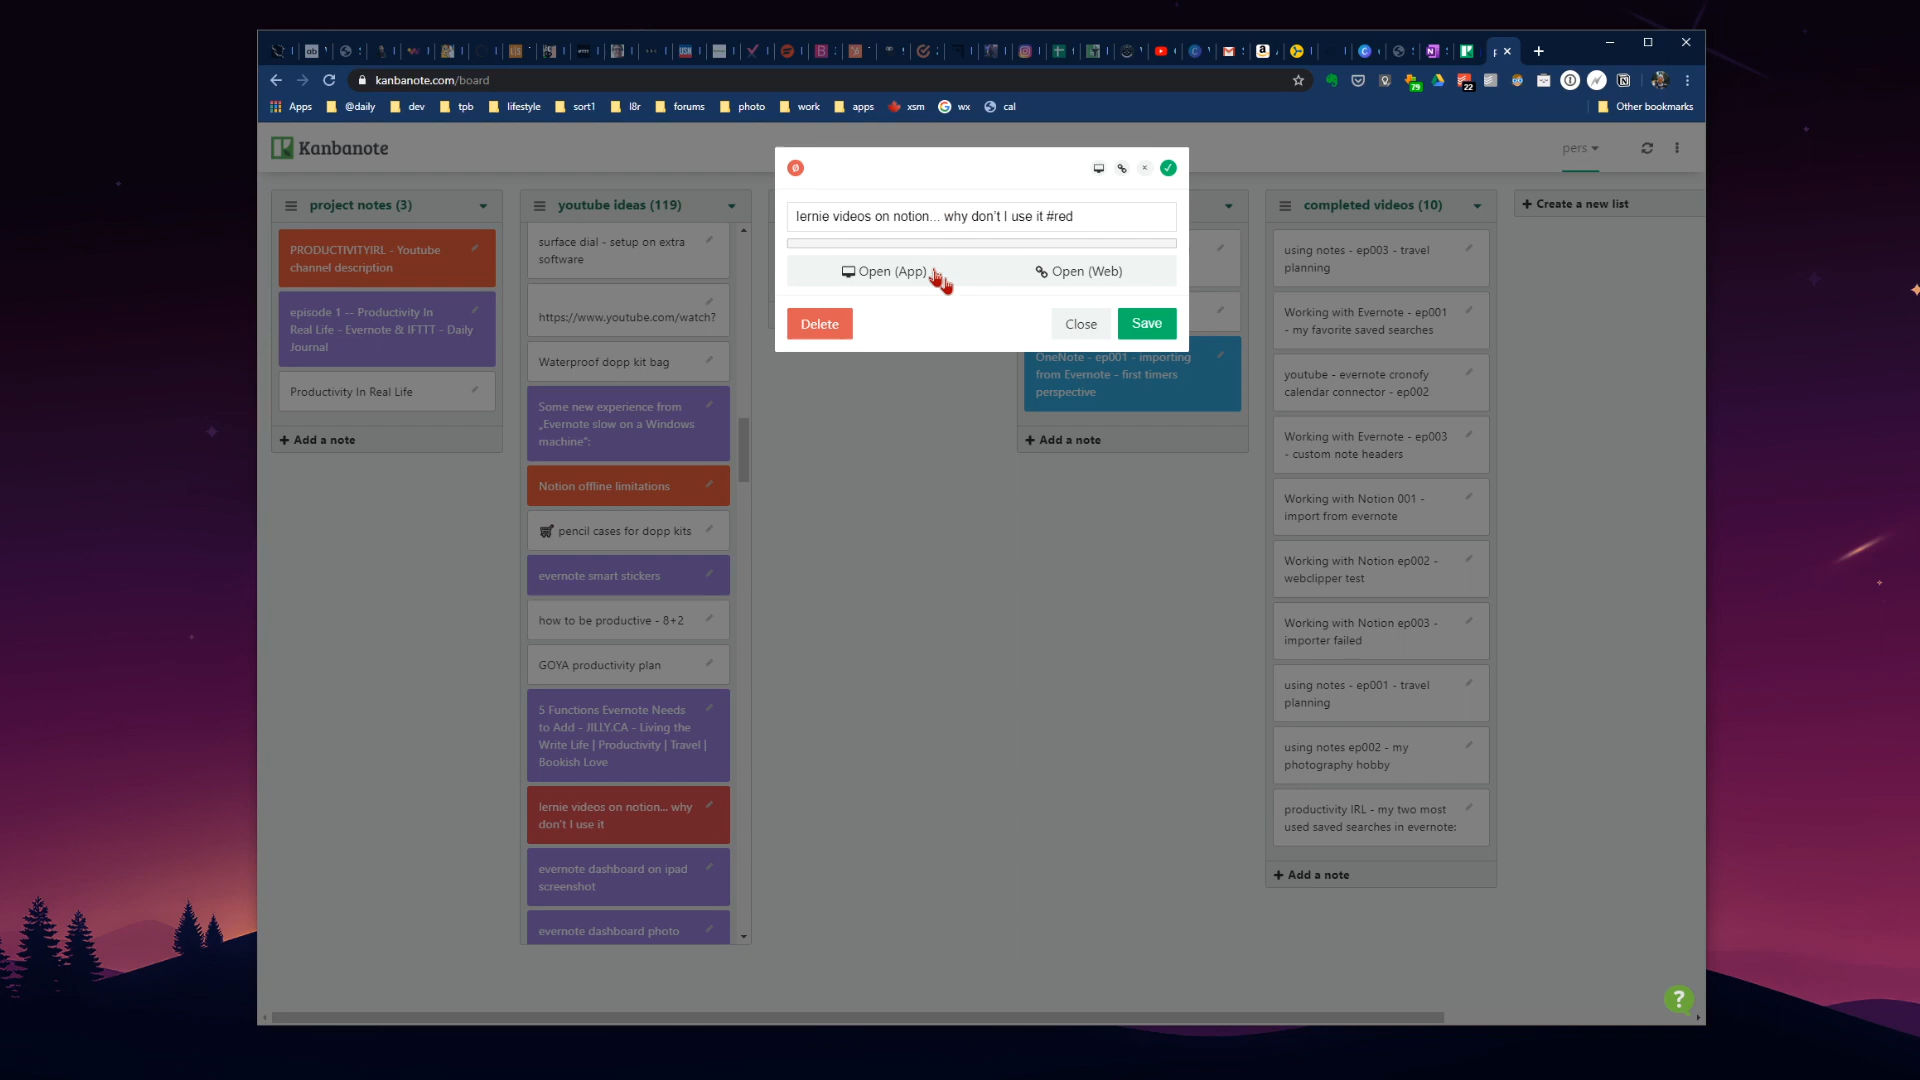 kanbanote.com/board
79
22
Apps
@daily
dev
tpb
lifestyle
sort1
l8r
forums
photo
work
apps
xsm
wx
cal
Other bookmarks
Kanbanote
pers
project notes (3)
PRODUCTIVITYIRL - Youtube
channel description
episode 1 -- Productivity In
Real Life - Evernote & IFTTT - Daily
Journal
Productivity In Real Life
Add a note
youtube ideas (119)
surface dial - setup on extra
software
https://www.youtube.com/watch?
Waterproof dopp kit bag
Some new experience from
„Evernote slow on a Windows
machine“:
Notion offline limitations
pencil cases for dopp kits
evernote smart stickers
how to be productive - 8+2
GOYA productivity plan
5 Functions Evernote Needs
to Add - JILLY.CA - Living the
Write Life | Productivity | Travel |
Bookish Love
lernie videos on notion... why
don't I use it
evernote dashboard on ipad
screenshot
evernote dashboard photo
lernie videos on notion... why don't I use it #red
Open (App)
Open (Web)
Delete
Close
Save
OneNote - ep001 - importing
from Evernote - first timers
perspective
Add a note
completed videos (10)
using notes - ep003 - travel
planning
Working with Evernote - ep001
- my favorite saved searches
youtube - evernote cronofy
calendar connector - ep002
Working with Evernote - ep003
- custom note headers
Working with Notion 001 -
import from evernote
Working with Notion ep002 -
webclipper test
Working with Notion ep003 -
importer failed
using notes - ep001 - travel
planning
using notes ep002 - my
photography hobby
productivity IRL - my two most
used saved searches in evernote:
Add a note
Create a new list
?